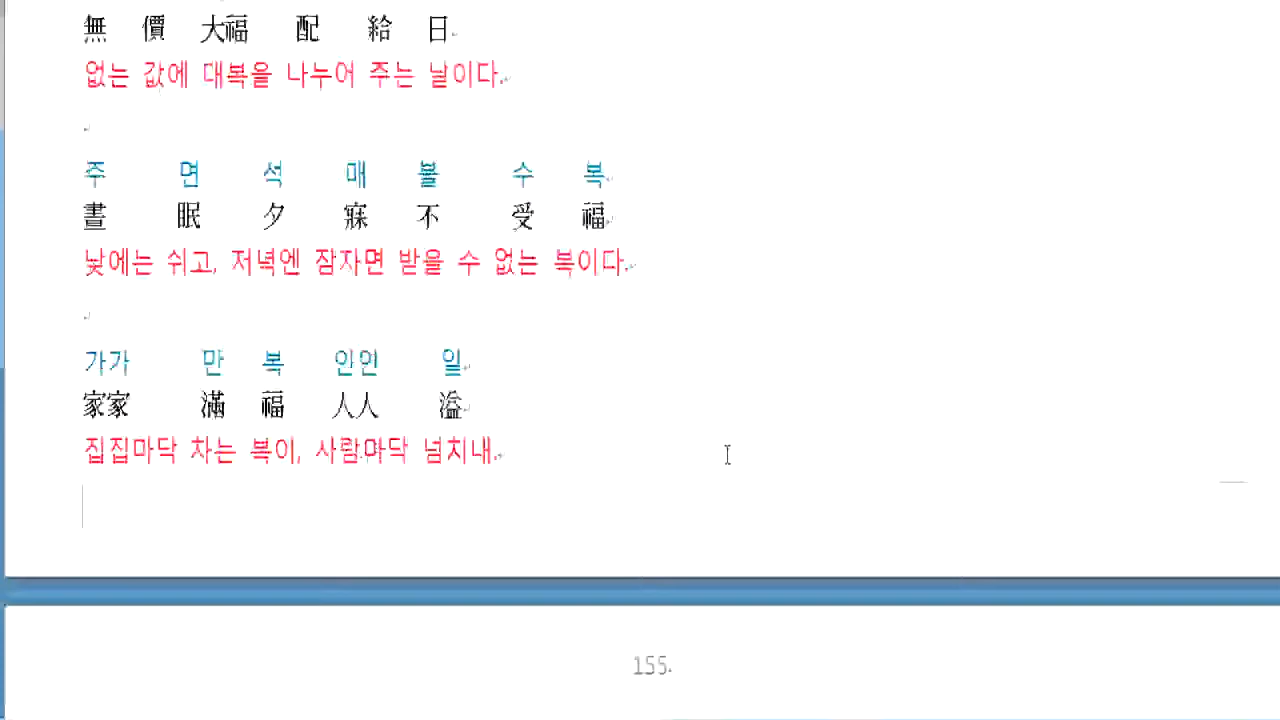 無 價 大福 配 給 日
없는 값에 대복을 나누어 주는 날이다.
주 면 석 매 불 수 복
晝 眠 夕 寐 不 受 福
낮에는 쉬고, 저녁엔 잠자면 받을 수 없는 복이다.
가가 만 복 인인 일
家家 滿 福 人人 溢
집집마닥 차는 복이, 사람마닥 넘치내.
155